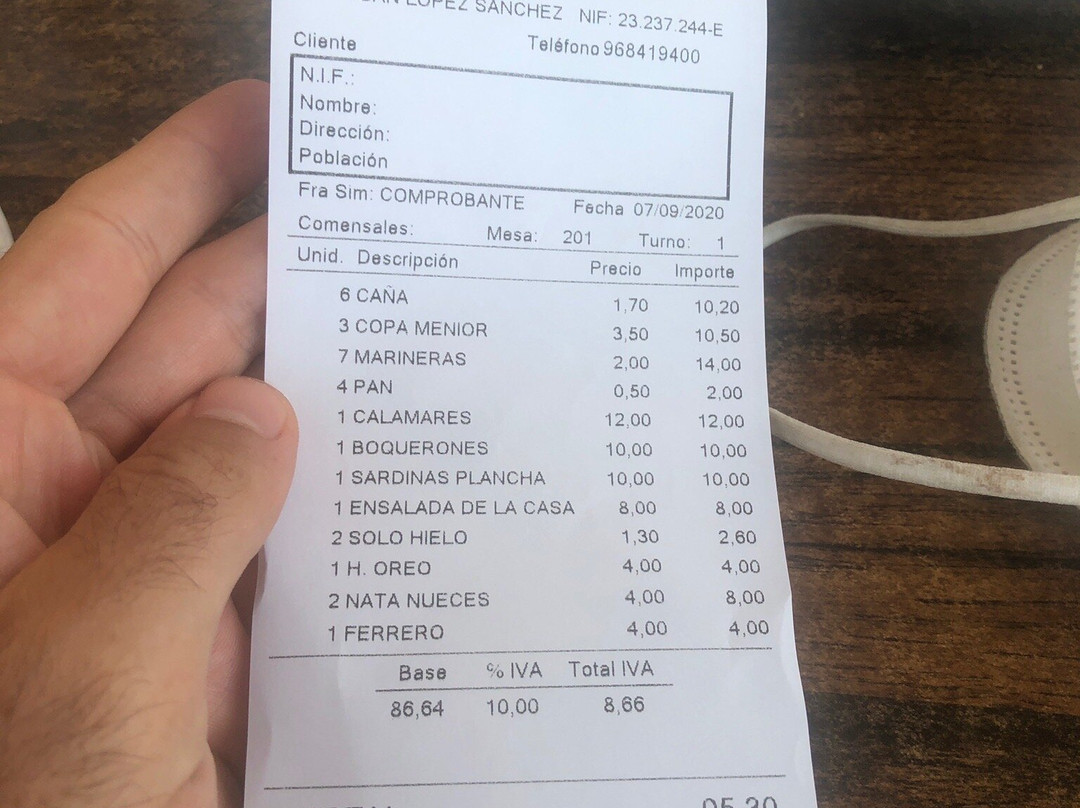 LOPEZ SANCHEZ NIF: 23.237.244-E
Teléfono 968419400
Cliente
N.I.F.:
Nombre:
Dirección:
Población
Fra Sim: COMPROBANTE Fecha 07/09/2020
Comensales: Mesa: 201 Turno: 1
Unid. Descripción Precio Importe
6 CAÑA 1,70 10,20
3 COPA MENIOR 3,50 10,50
7 MARINERAS 2,00 14,00
4 PAN 0,50 2,00
1 CALAMARES 12,00 12,00
1 BOQUERONES 10,00 10,00
1 SARDINAS PLANCHA 10,00 10,00
1 ENSALADA DE LA CASA 8,00 8,00
2 SOLO HIELO 1,30 2,60
1 H. OREO 4,00 4,00
2 NATA NUECES 4,00 8,00
1 FERRERO 4,00 4,00
Base % IVA Total IVA
86,64 10,00 8,66
95,30